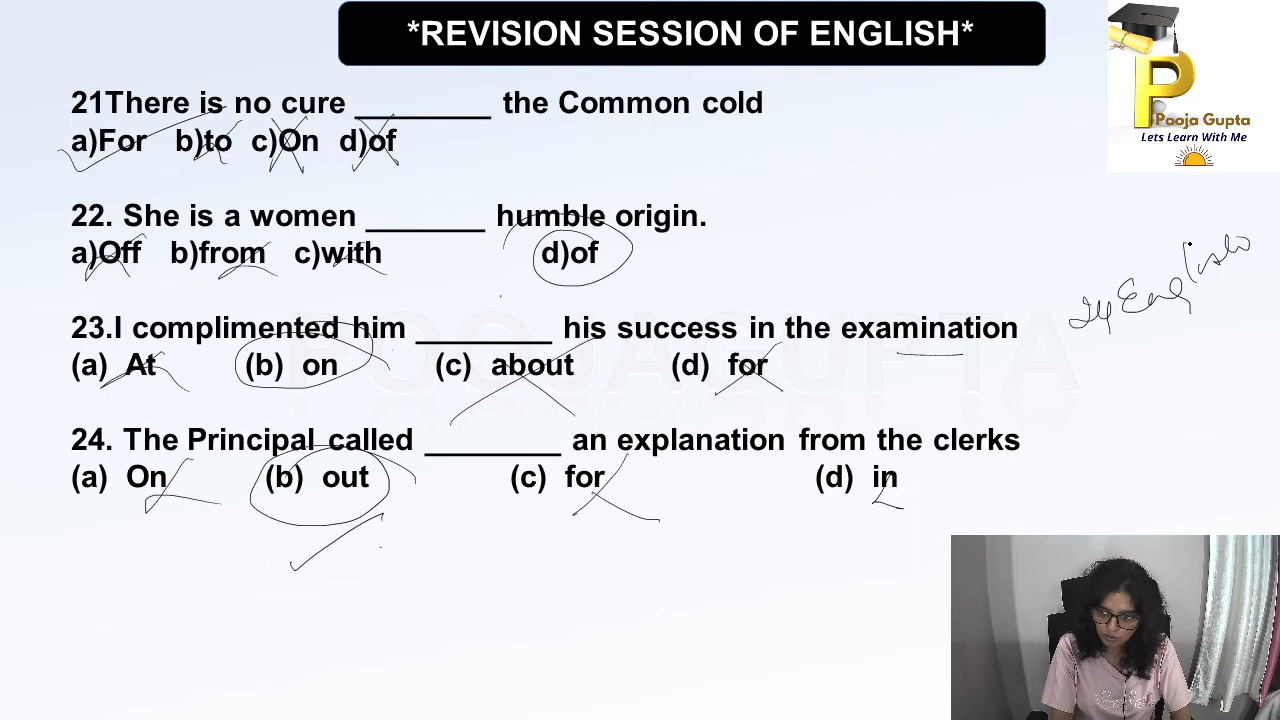 *REVISION SESSION OF ENGLISH*
Pooja Gupta
Lets Learn With Me
21There is no cure ________ the Common cold
a)For b)to c)On d)of
22. She is a women _______ humble origin.
a)Off b)from c)with d)of
23.I complimented him ________ his success in the examination
(a) At (b) on (c) about (d) for
24. The Principal called ________ an explanation from the clerks
(a) On (b) out (c) for (d) in
POOJA GUPTA